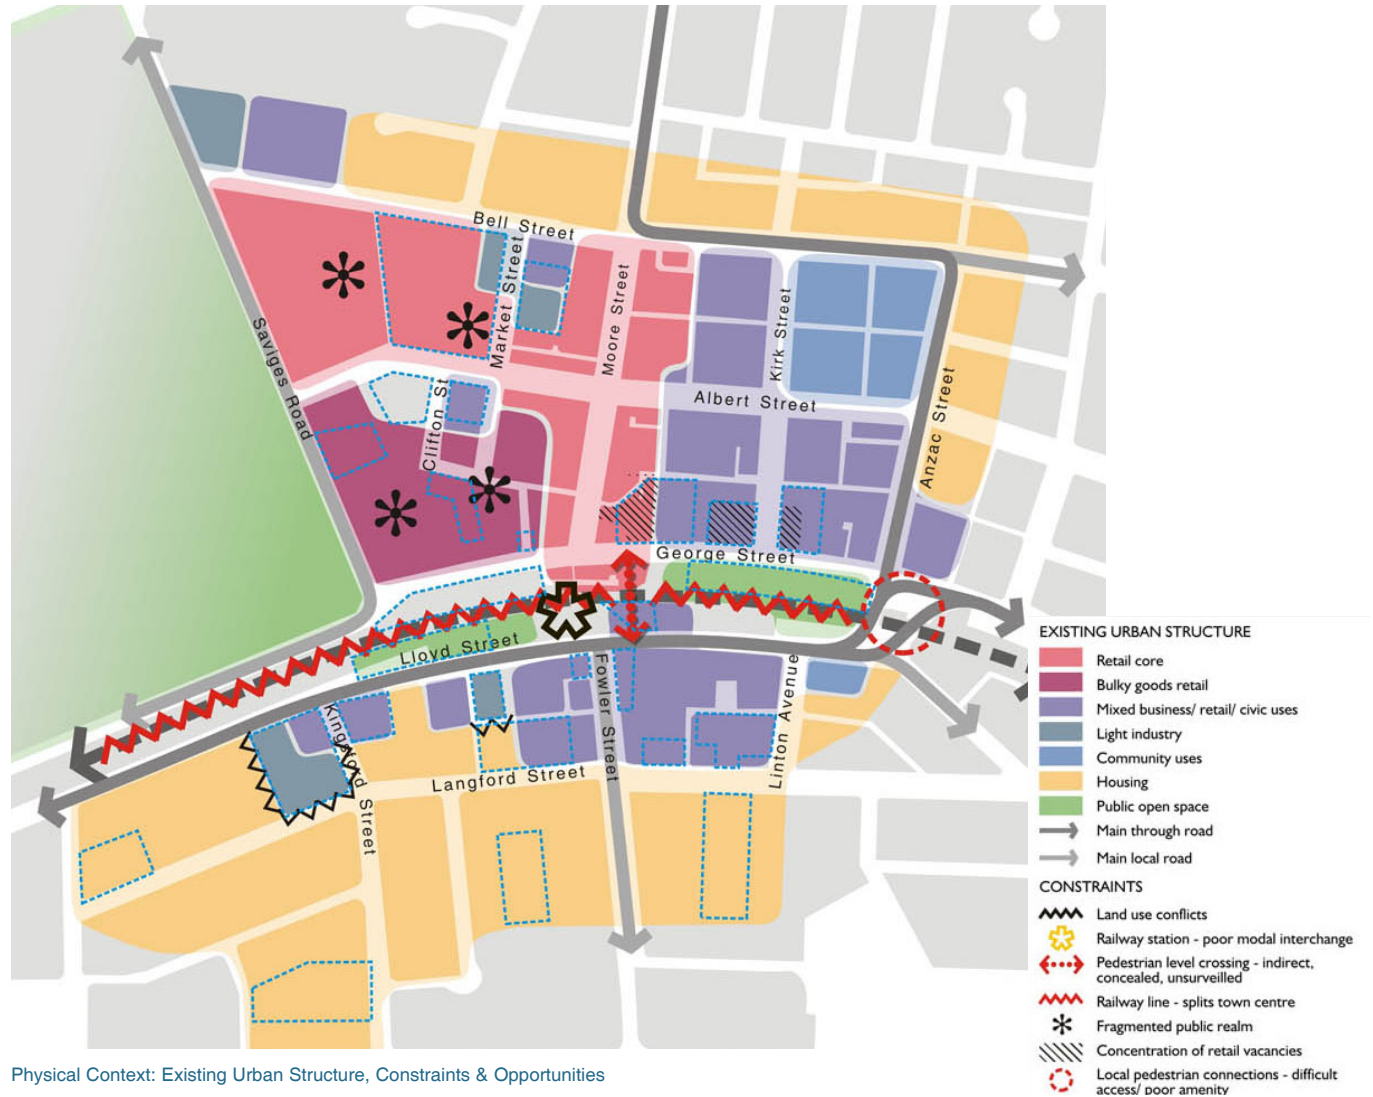 Bell Street
Market Street
Moore Street
Kirk Street
Saviges Road
Clifton St
Albert Street
Anzac Street
George Street
Lloyd Street
Fowler Street
Linton Avenue
Kingsford Street
Langford Street
EXISTING URBAN STRUCTURE
Retail core
Bulky goods retail
Mixed business/ retail/ civic uses
Light industry
Community uses
Housing
Public open space
Main through road
Main local road
CONSTRAINTS
Land use conflicts
Railway station - poor modal interchange
Pedestrian level crossing - indirect,
concealed, unsurveilled
Railway line - splits town centre
Fragmented public realm
Concentration of retail vacancies
Local pedestrian connections - difficult
access/ poor amenity
Physical Context: Existing Urban Structure, Constraints & Opportunities